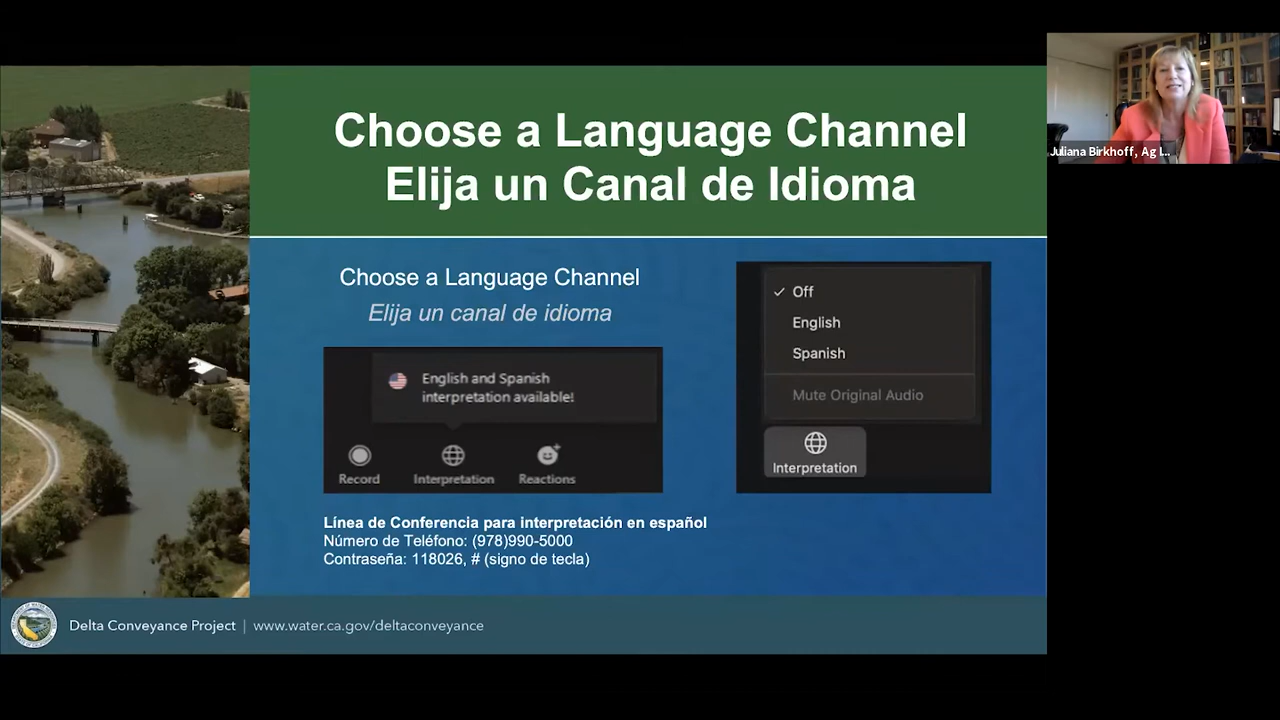 Choose a Language Channel
Elija un Canal de Idioma
Juliana Birkhoff, Ag I...
Choose a Language Channel
Elija un canal de idioma
English and Spanish
interpretation available!
Record
Interpretation
Reactions
Off
English
Spanish
Mute Original Audio
Interpretation
Línea de Conferencia para interpretación en español
Número de Teléfono: (978)990-5000
Contraseña: 118026, # (signo de tecla)
Delta Conveyance Project | www.water.ca.gov/deltaconveyance